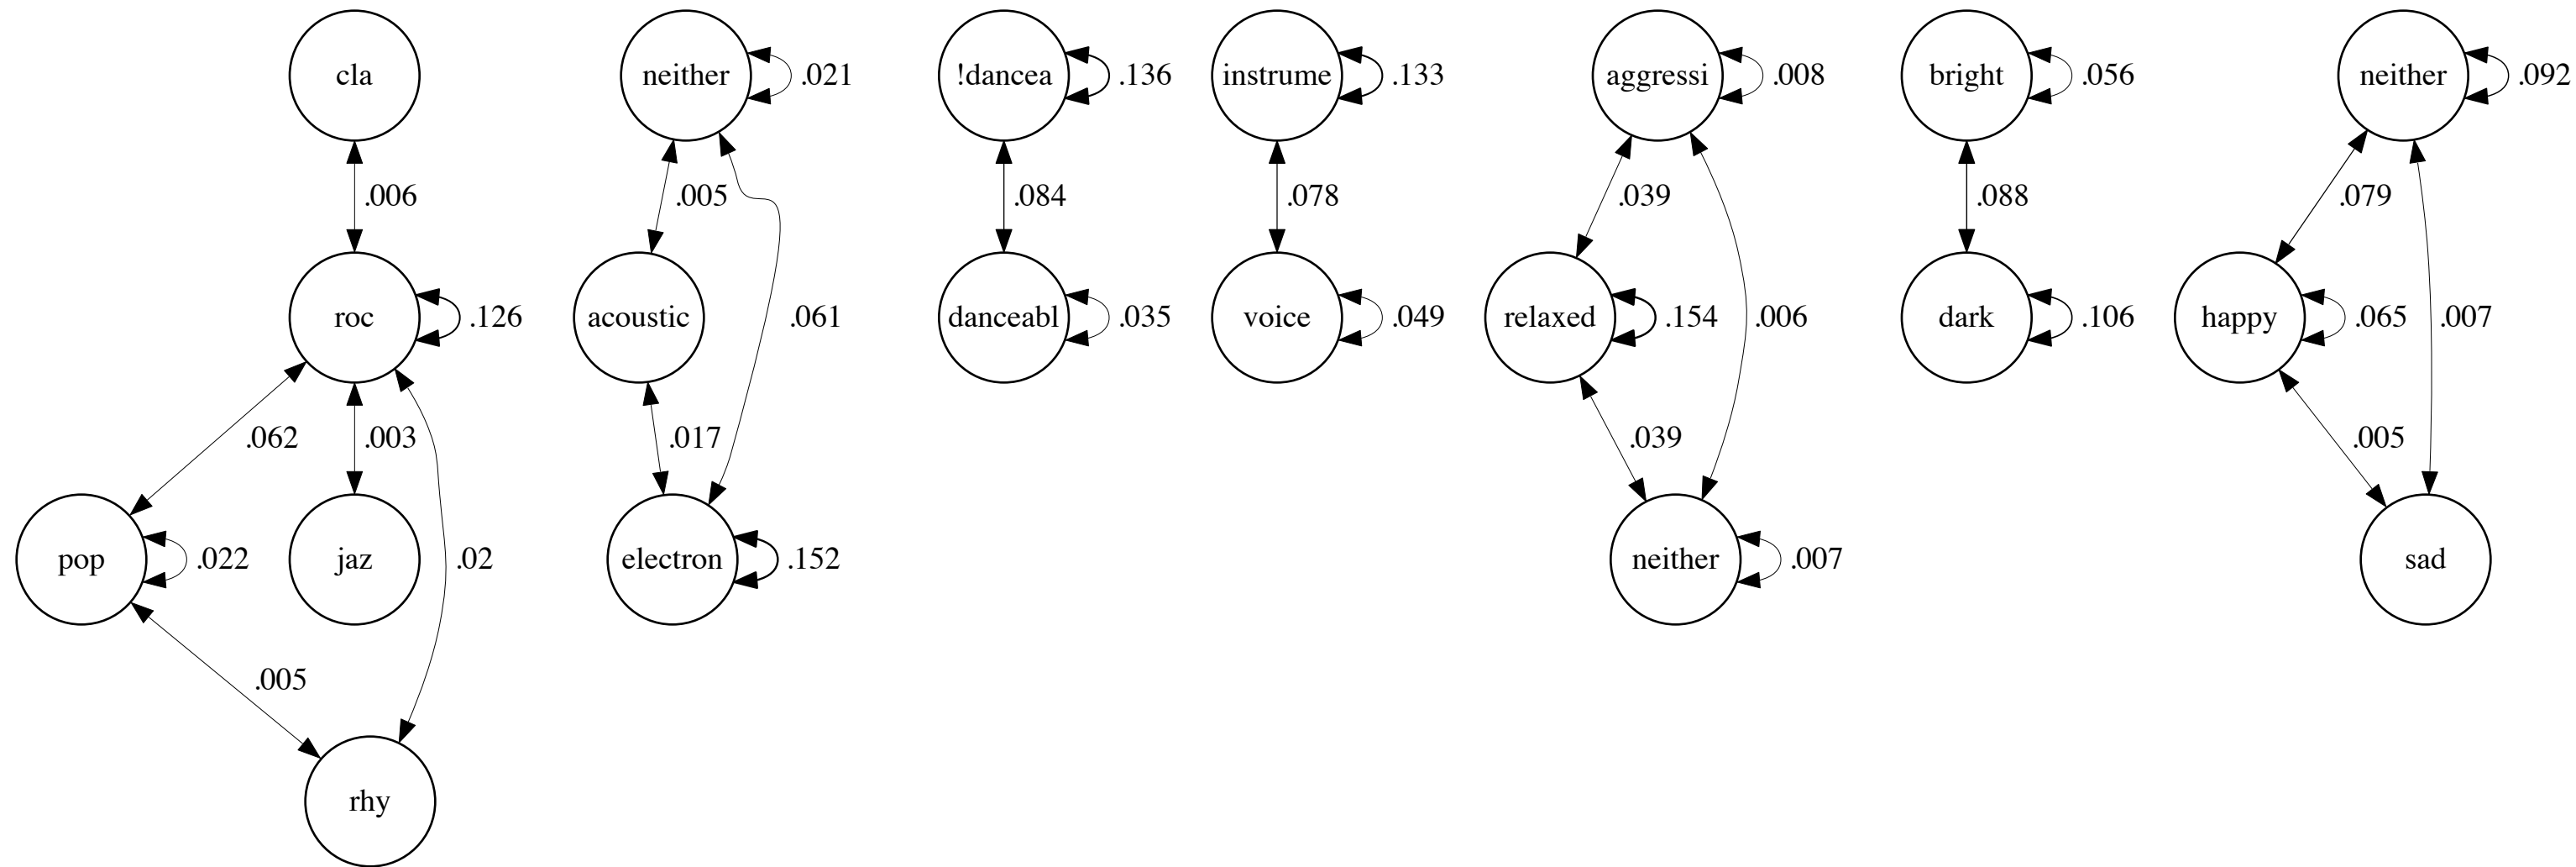 cla
neither
.021
!dancea
.136
instrume
.133
aggressi
.008
bright
.056
neither
.092
.006
.005
.084
.078
.039
.088
.079
roc
.126
acoustic
.061
danceabl
.035
voice
.049
relaxed
.154
.006
dark
.106
happy
.065
.007
.062
.003
.017
.039
.005
pop
.022
jaz
.02
electron
.152
neither
.007
sad
.005
rhy